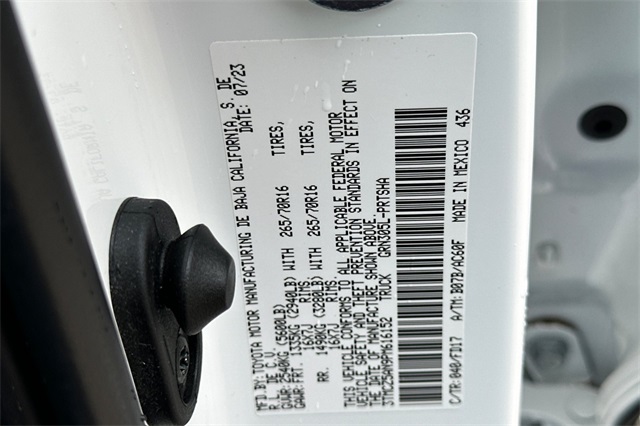 MFD. BY: TOYOTA MOTOR MANUFACTURING DE BAJA CALIFORNIA, S. DE
R.L. DE C.V. DATE: 07/23
GVWR: 2540KG (5600LB)
GAWR: FRT. 1335KG (2940LB) WITH 265/70R16 TIRES,
16X7J RIMS,
RR. 1490KG (3280LB) WITH 265/70R16 TIRES,
16X7J RIMS.
THIS VEHICLE CONFORMS TO ALL APPLICABLE FEDERAL MOTOR
VEHICLE SAFETY AND THEFT PREVENTION STANDARDS IN EFFECT ON
THE DATE OF MANUFACTURE SHOWN ABOVE.
3TMCZ5ANXPM616152 TRUCK GRN305L-PRTSHA
C/TR: 040/FD17 A/TM: B07B/AC60F MADE IN MEXICO 436